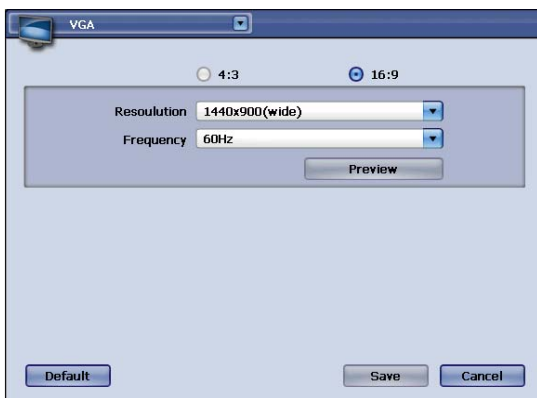 VGA
4:3 16:9
Resoulution 1440x900(wide)
Frequency 60Hz
Preview
Default Save Cancel